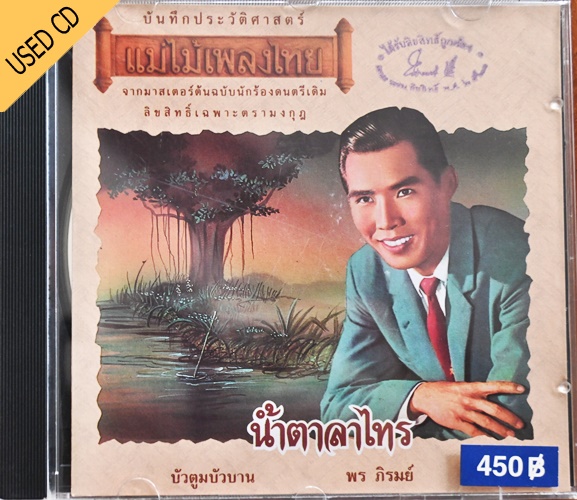 USED CD
บันทึกประวัติศาสตร์
แม่ไม้เพลงไทย
จากมาสเตอร์ต้นฉบับนักร้องดนตรีเดิม
ลิขสิทธิ์เฉพาะตรามงกุฎ
น้ำตาลาไทร
บัวตูมบัวบาน
พร ภิรมย์
450 ฿